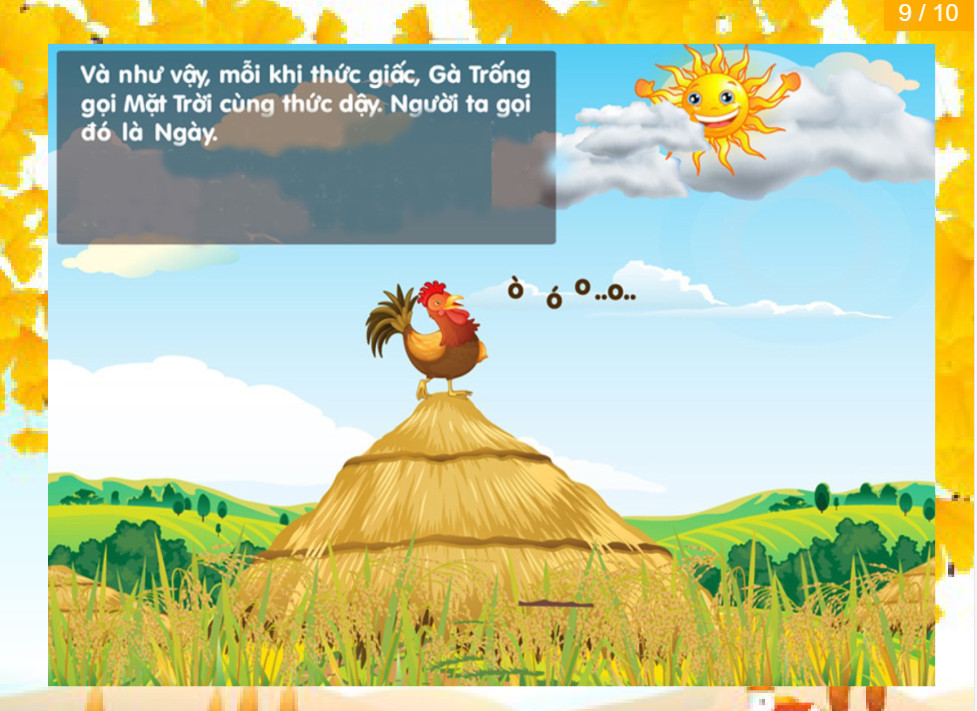 9 / 10
Và như vậy, mỗi khi thức giấc, Gà Trống
gọi Mặt Trời cùng thức dậy. Người ta gọi
đó là Ngày.
ò ó o..o..